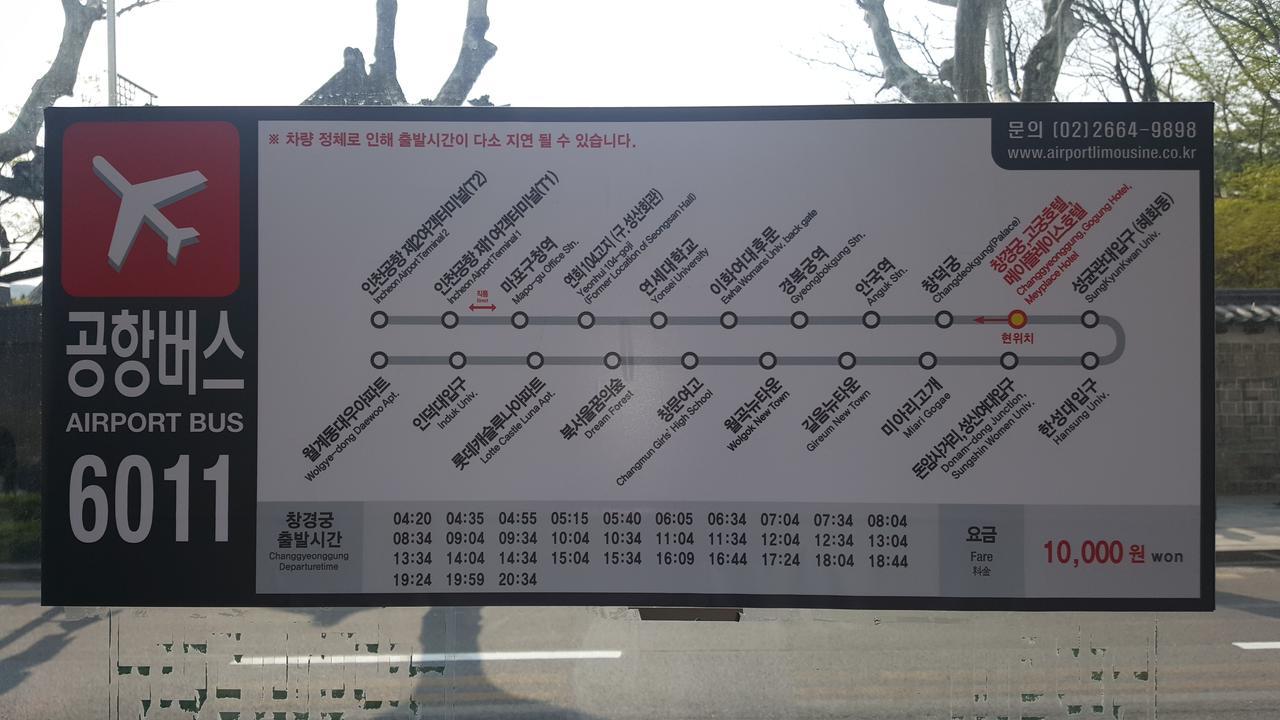 ※ 차량 정체로 인해 출발시간이 다소 지연 될 수 있습니다.
문의 (02)2664-9898
www.airportlimousine.co.kr
공항버스
AIRPORT BUS
6011
인천공항 제2여객터미널(T2)
Incheon Airport Terminal 2
인천공항 제1여객터미널(T1)
Incheon Airport Terminal 1
직통
direct
마포구청역
Mapo-gu Office Stn.
연희104고지 (구.성산회관)
Yeonhui 104-goji
(Former Location of Seongsan Hall)
연세대학교
Yonsei University
이화여대후문
Ewha Womans Univ. back gate
경복궁역
Gyeongbokgung Stn.
안국역
Anguk Stn.
창덕궁
Changdeokgung(Palace)
창경궁,고궁호텔,
메이플레이스호텔
Changgyeonggung, Gogung Hotel,
Meyplace Hotel
현위치
성균관대입구 (혜화동)
SungKyunKwan Univ.
월계동대우아파트
Wolgye-dong Daewoo Apt.
인덕대입구
Induk Univ.
롯데캐슬루나아파트
Lotte Castle Luna Apt.
북서울꿈의숲
Dream Forest
창문여고
Changmun Girls' High School
월곡뉴타운
Wolgok New Town
길음뉴타운
Gireum New Town
미아리고개
Miari Gogae
돈암사거리,성신여대입구
Donam-dong Junction,
Sungshin Women Univ.
한성대입구
Hansung Univ.
창경궁
출발시간
Changgyeonggung
Departuretime
04:20 04:35 04:55 05:15 05:40 06:05 06:34 07:04 07:34 08:04
08:34 09:04 09:34 10:04 10:34 11:04 11:34 12:04 12:34 13:04
13:34 14:04 14:34 15:04 15:34 16:09 16:44 17:24 18:04 18:44
19:24 19:59 20:34
요금
Fare
料金
10,000 원 won